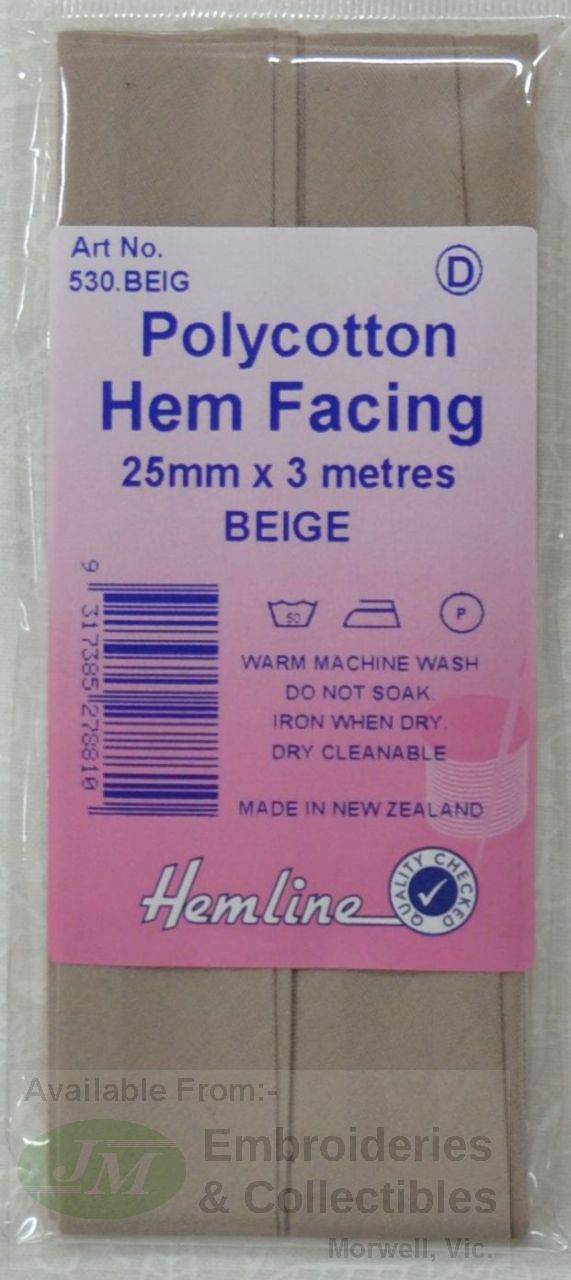 Art No.
530.BEIG
D
Polycotton
Hem Facing
25mm x 3 metres
BEIGE
9 317385 278810
50
P
WARM MACHINE WASH
DO NOT SOAK.
IRON WHEN DRY.
DRY CLEANABLE
MADE IN NEW ZEALAND
Hemline
QUALITY CHECKED
Available From:-
JM
Embroideries
& Collectibles
Morwell, Vic.